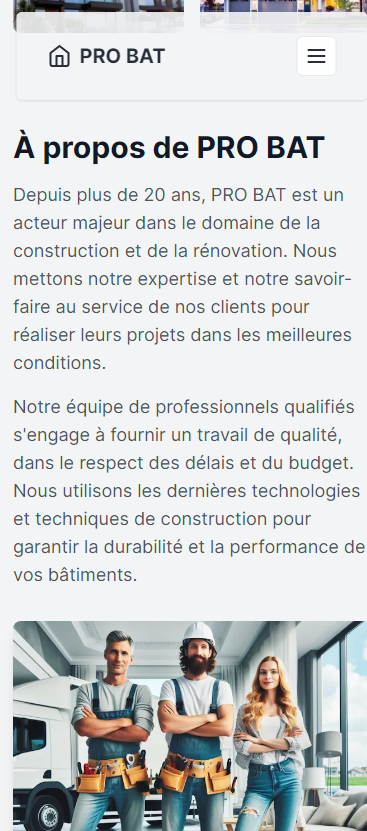 PRO BAT
À propos de PRO BAT
Depuis plus de 20 ans, PRO BAT est un
acteur majeur dans le domaine de la
construction et de la rénovation. Nous
mettons notre expertise et notre savoir-
faire au service de nos clients pour
réaliser leurs projets dans les meilleures
conditions.
Notre équipe de professionnels qualifiés
s'engage à fournir un travail de qualité,
dans le respect des délais et du budget.
Nous utilisons les dernières technologies
et techniques de construction pour
garantir la durabilité et la performance de
vos bâtiments.